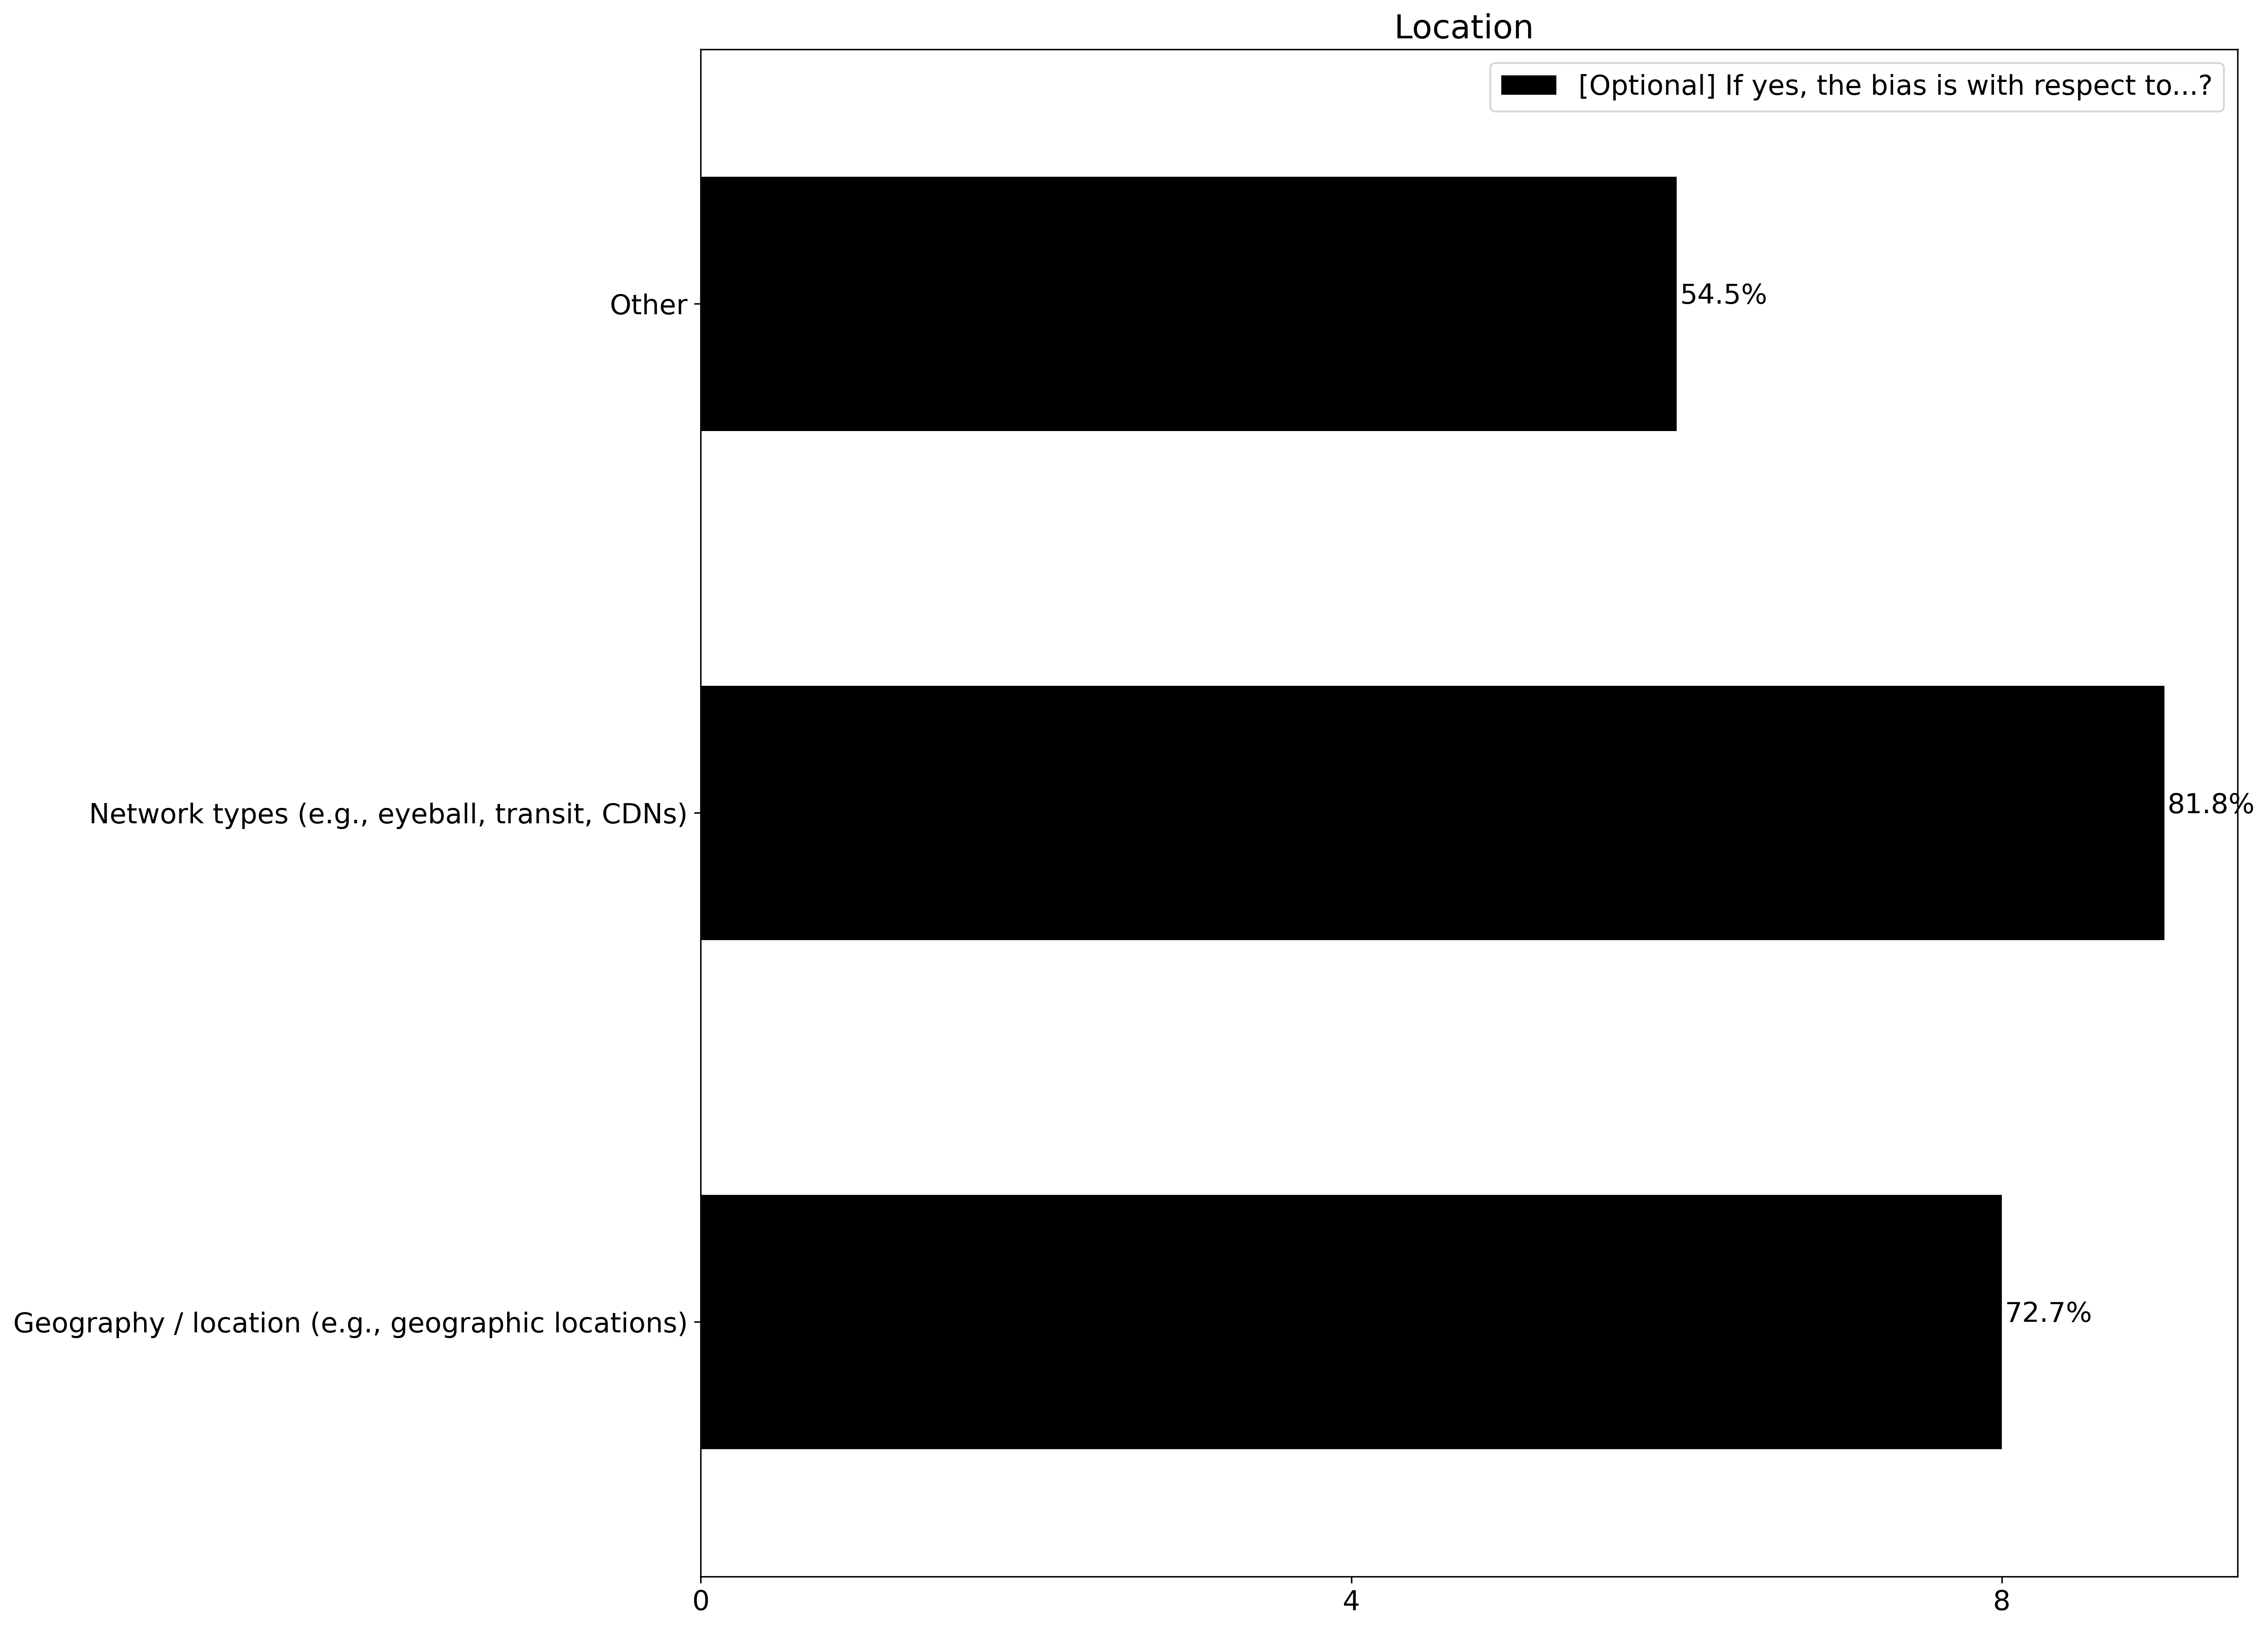 Location
[Optional] If yes, the bias is with respect to...?
Other
54.5%
Network types (e.g., eyeball, transit, CDNs)
81.8%
Geography / location (e.g., geographic locations)
72.7%
0
4
8